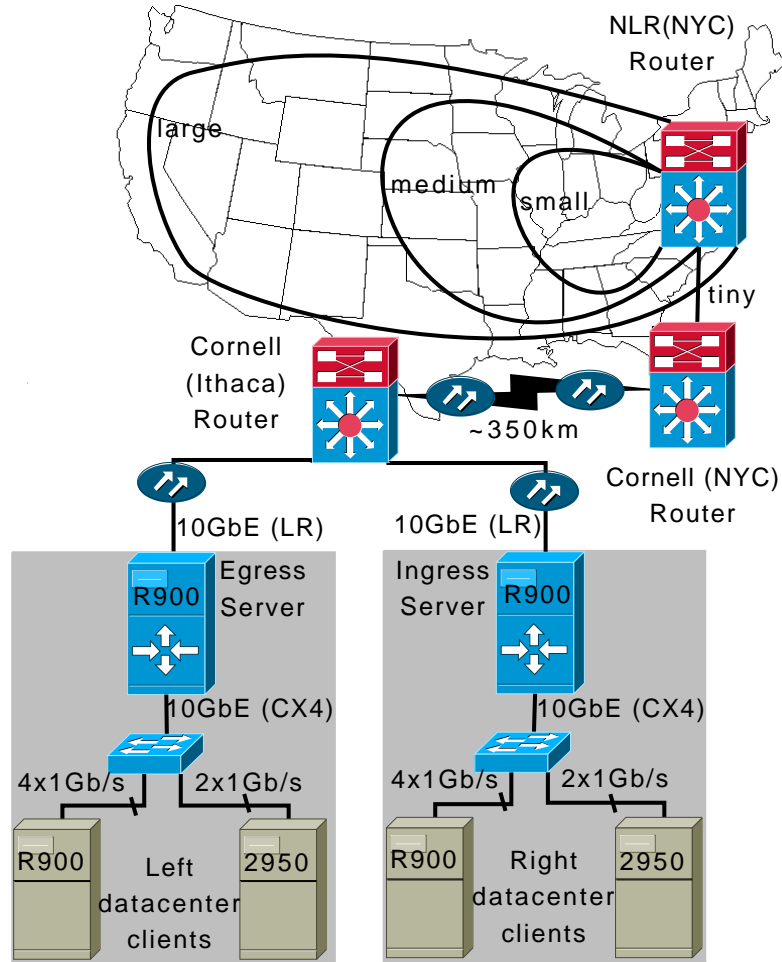 NLR(NYC)
Router
large
medium
small
tiny
Cornell
(Ithaca)
Router
~350km
Cornell (NYC)
Router
10GbE (LR)
10GbE (LR)
R900
Egress
Server
Ingress
Server
R900
10GbE (CX4)
10GbE (CX4)
4x1Gb/s
2x1Gb/s
4x1Gb/s
2x1Gb/s
R900
Left
datacenter
clients
2950
R900
Right
datacenter
clients
2950